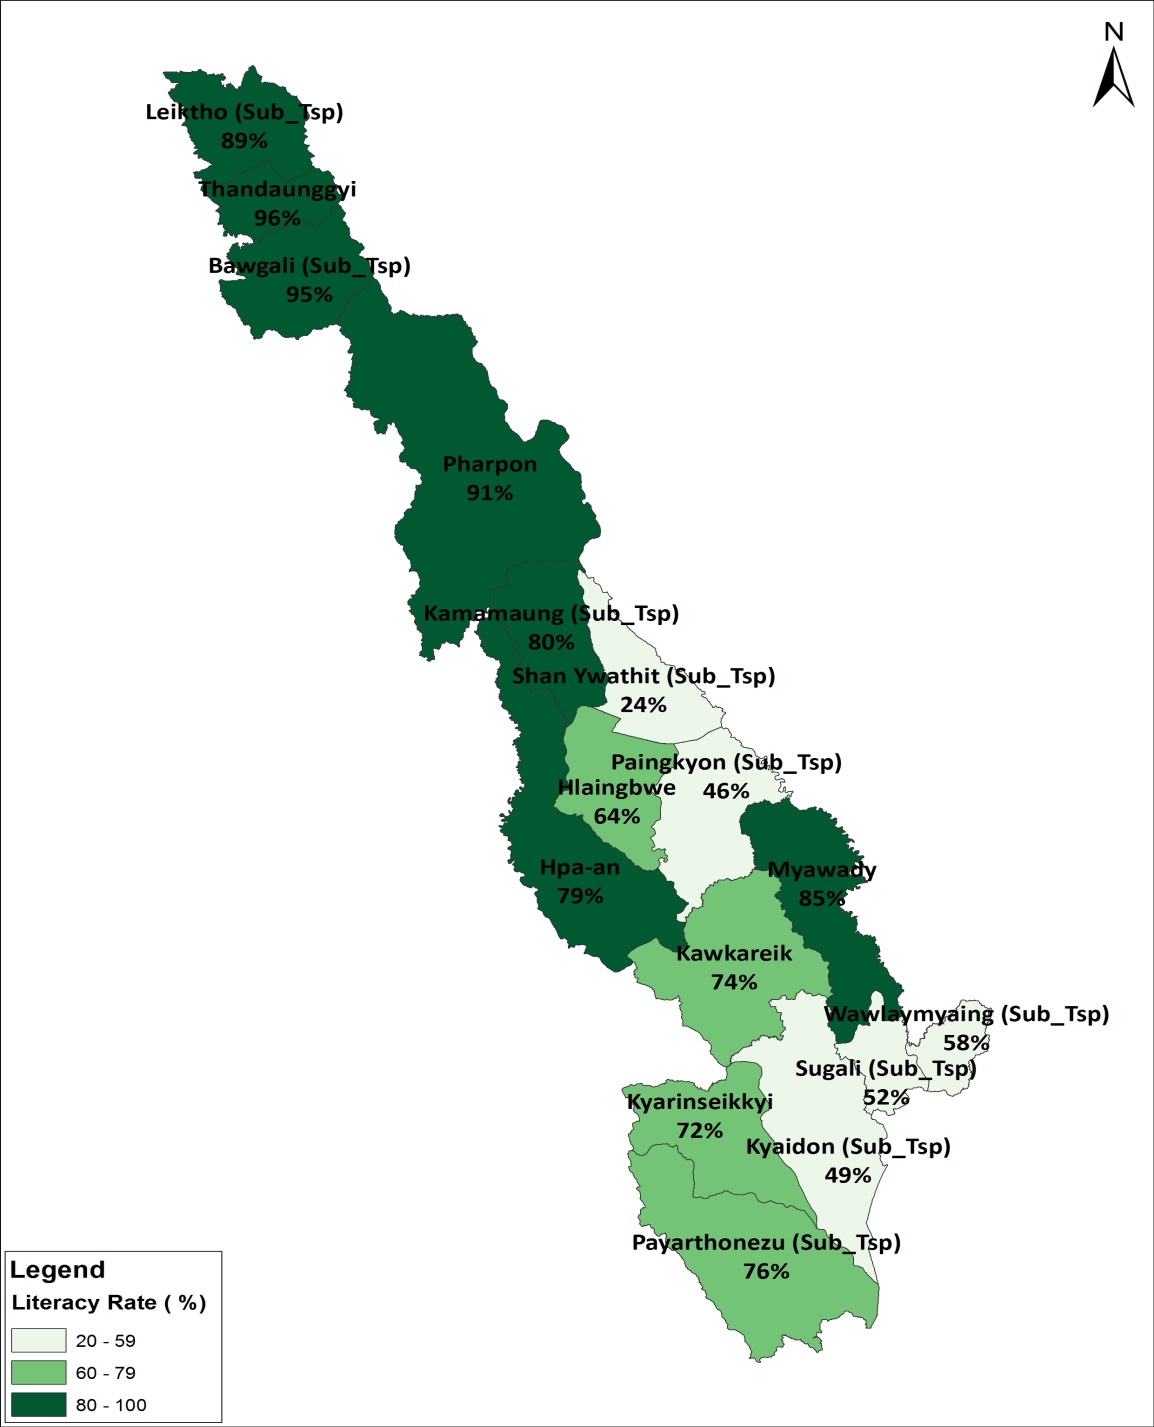 N
Leiktho (Sub_Tsp)
89%
Thandaunggyi
96%
Bawgali (Sub_Tsp)
95%
Pharpon
91%
Kamamaung (Sub_Tsp)
80%
Shan Ywathit (Sub_Tsp)
24%
Paingkyon (Sub_Tsp)
46%
Hlaingbwe
64%
Hpa-an
79%
Myawady
85%
Kawkareik
74%
Wawlaymyaing (Sub_Tsp)
58%
Sugali (Sub_Tsp)
52%
Kyarinseikkyi
72%
Kyaidon (Sub_Tsp)
49%
Payarthonezu (Sub_Tsp)
76%
Legend
Literacy Rate ( %)
20 - 59
60 - 79
80 - 100